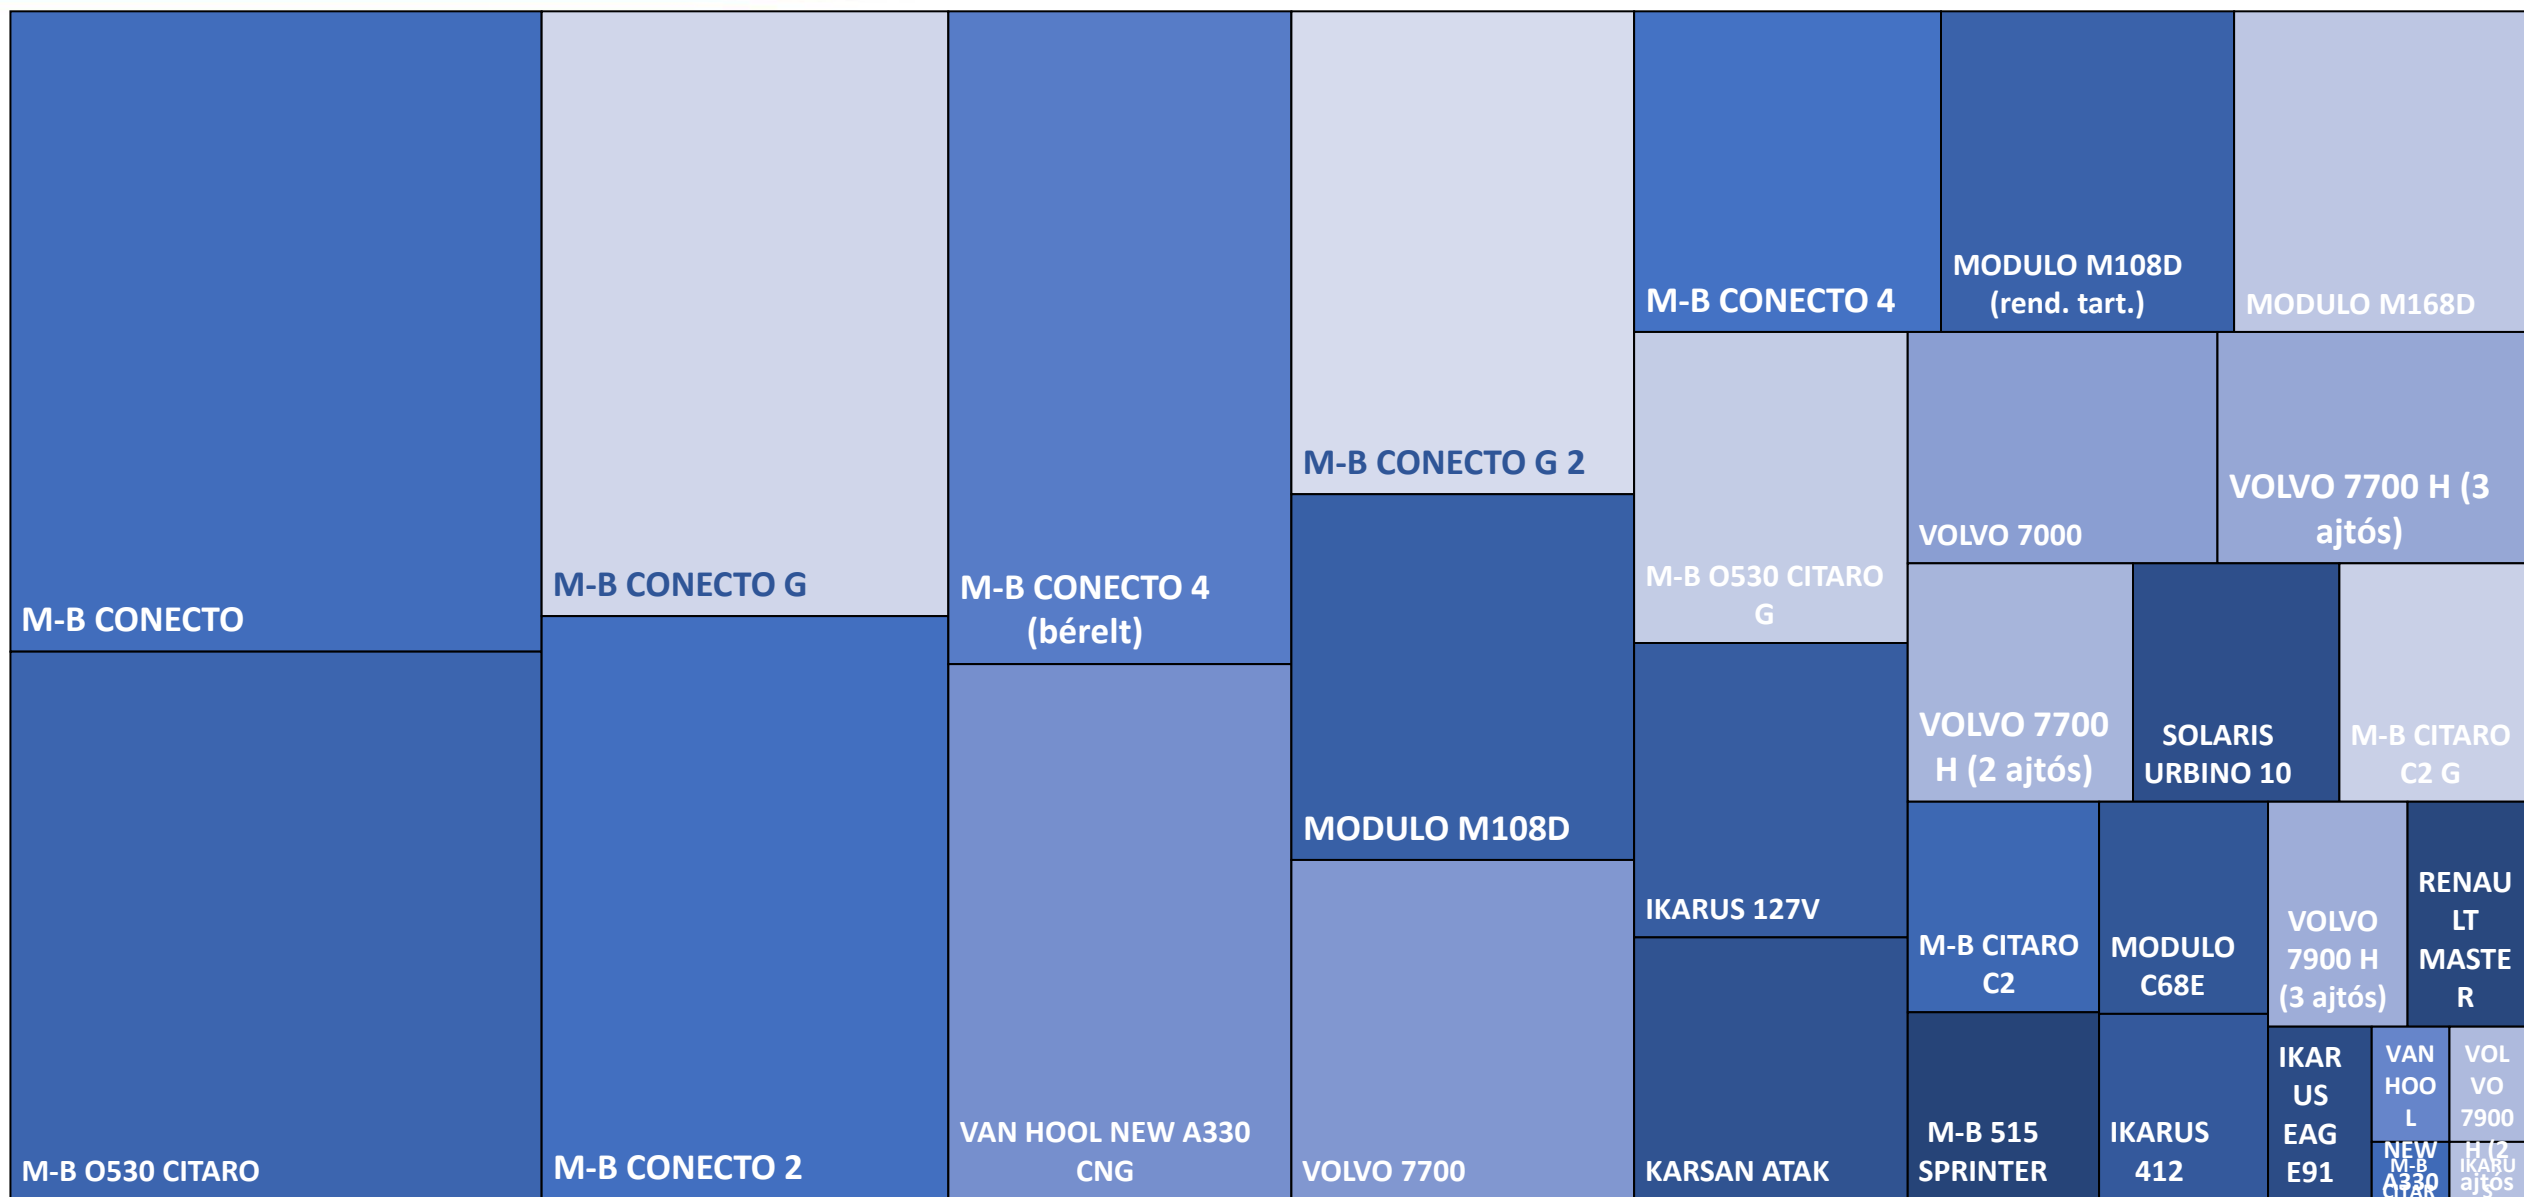 M-B CONECTO
M-B O530 CITARO
M-B CONECTO G
M-B CONECTO 2
M-B CONECTO 4
(bérelt)
VAN HOOL NEW A330
CNG
M-B CONECTO G 2
MODULO M108D
VOLVO 7700
M-B CONECTO 4
MODULO M108D
(rend. tart.)
MODULO M168D
M-B O530 CITARO
G
IKARUS 127V
KARSAN ATAK
VOLVO 7000
VOLVO 7700 H (3
ajtós)
VOLVO 7700
H (2 ajtós)
SOLARIS
URBINO 10
M-B CITARO
C2 G
M-B CITARO
C2
MODULO
C68E
VOLVO
7900 H
(3 ajtós)
RENAU
LT
MASTE
R
M-B 515
SPRINTER
IKARUS
412
IKAR
US
EAG
E91
VAN
HOO
L
NEW
A330
VOL
VO
7900
H (2
ajtós
M-B
CITAR
IKARU
S